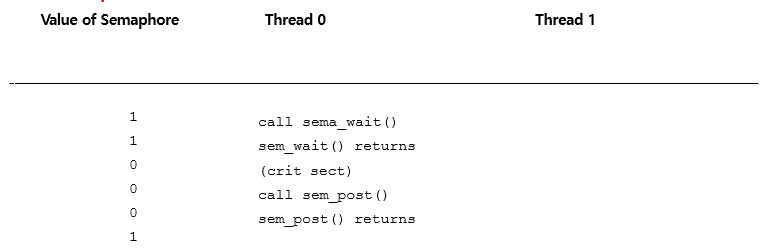 Value of Semaphore Thread 0 Thread 1
1 call sema_wait()
1 sem_wait() returns
0 (crit sect)
0 call sem_post()
0 sem_post() returns
1